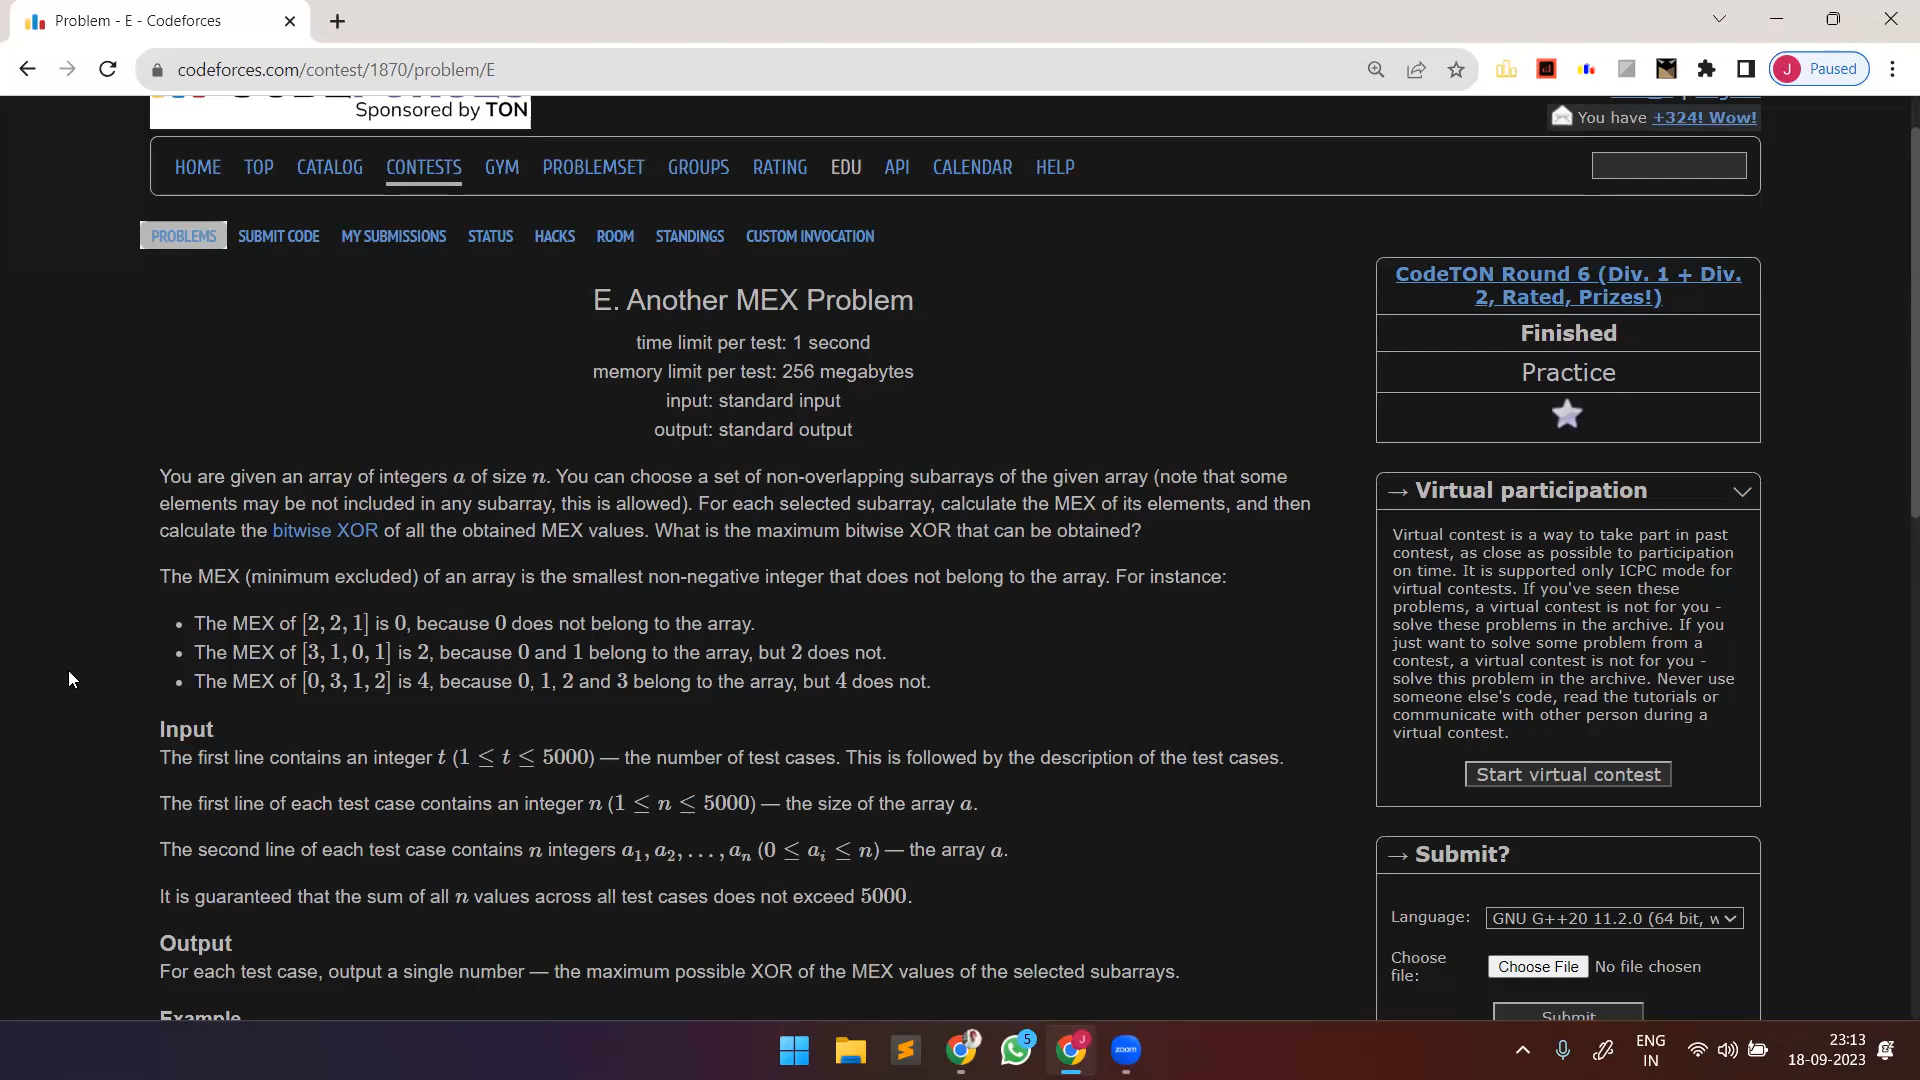 Problem - E - Codeforces
codeforces.com/contest/1870/problem/E
J Paused
Sponsored by TON
You have +324! Wow!
HOME TOP CATALOG CONTESTS GYM PROBLEMSET GROUPS RATING EDU API CALENDAR HELP
PROBLEMS SUBMIT CODE MY SUBMISSIONS STATUS HACKS ROOM STANDINGS CUSTOM INVOCATION
E. Another MEX Problem
time limit per test: 1 second
memory limit per test: 256 megabytes
input: standard input
output: standard output
You are given an array of integers a of size n. You can choose a set of non-overlapping subarrays of the given array (note that some
elements may be not included in any subarray, this is allowed). For each selected subarray, calculate the MEX of its elements, and then
calculate the bitwise XOR of all the obtained MEX values. What is the maximum bitwise XOR that can be obtained?
The MEX (minimum excluded) of an array is the smallest non-negative integer that does not belong to the array. For instance:
• The MEX of [2, 2, 1] is 0, because 0 does not belong to the array.
• The MEX of [3, 1, 0, 1] is 2, because 0 and 1 belong to the array, but 2 does not.
• The MEX of [0, 3, 1, 2] is 4, because 0, 1, 2 and 3 belong to the array, but 4 does not.
Input
The first line contains an integer t (1 ≤ t ≤ 5000) — the number of test cases. This is followed by the description of the test cases.
The first line of each test case contains an integer n (1 ≤ n ≤ 5000) — the size of the array a.
The second line of each test case contains n integers a1, a2, . . . , an (0 ≤ ai ≤ n) — the array a.
It is guaranteed that the sum of all n values across all test cases does not exceed 5000.
Output
For each test case, output a single number — the maximum possible XOR of the MEX values of the selected subarrays.
Example
CodeTON Round 6 (Div. 1 + Div.
2, Rated, Prizes!)
Finished
Practice
→ Virtual participation
Virtual contest is a way to take part in past
contest, as close as possible to participation
on time. It is supported only ICPC mode for
virtual contests. If you've seen these
problems, a virtual contest is not for you -
solve these problems in the archive. If you
just want to solve some problem from a
contest, a virtual contest is not for you -
solve this problem in the archive. Never use
someone else's code, read the tutorials or
communicate with other person during a
virtual contest.
Start virtual contest
→ Submit?
Language: GNU G++20 11.2.0 (64 bit, w
Choose
file:
Choose File No file chosen
Submit
5
J
zoom
ENG
IN
23:13
18-09-2023